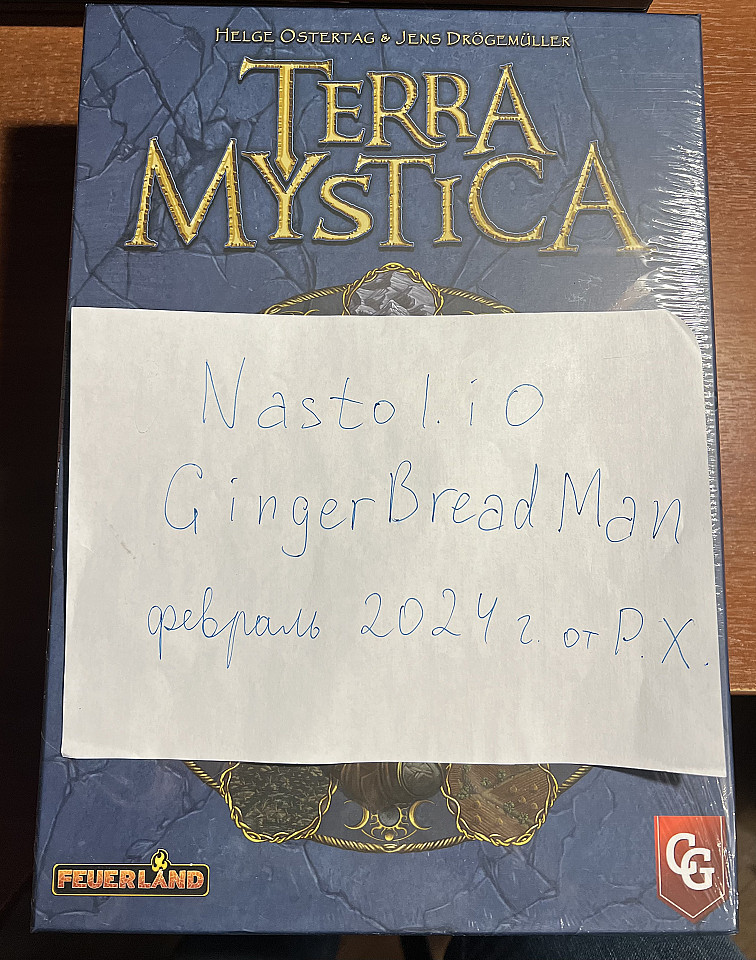 HELGE OSTERTAG & JENS DRÖGEMÜLLER
TERRA
MYSTICA
Nastol.io
GingerBreadMan
февраль 2024 г. от Р.Х.
FEUERLAND
CG